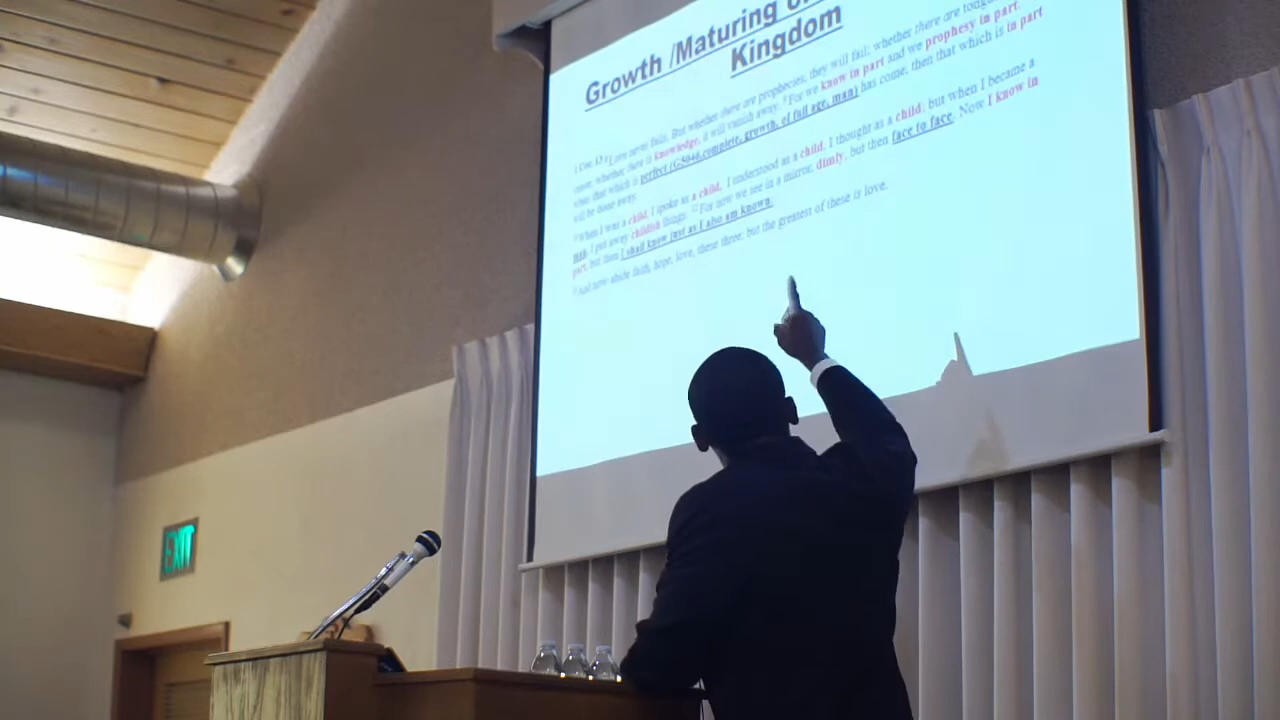 Growth /Maturing of
Kingdom
1 Cor. 13 Love never fails. But whether there are prophecies, they will fail; whether there are
cease; whether there is knowledge, it will vanish away. For we know in part and we prophesy in part.
when that which is perfect (G5046 complete, growth, of full age, man) has come, then that which is in part
will be done away.
When I was a child, I spoke as a child, I understood as a child, I thought as a child; but when I became a
man, I put away childish things. For now we see in a mirror, dimly, but then face to face. Now I know in
part, but then I shall know just as I also am known.
And now abide faith, hope, love, these three; but the greatest of these is love.
EXIT